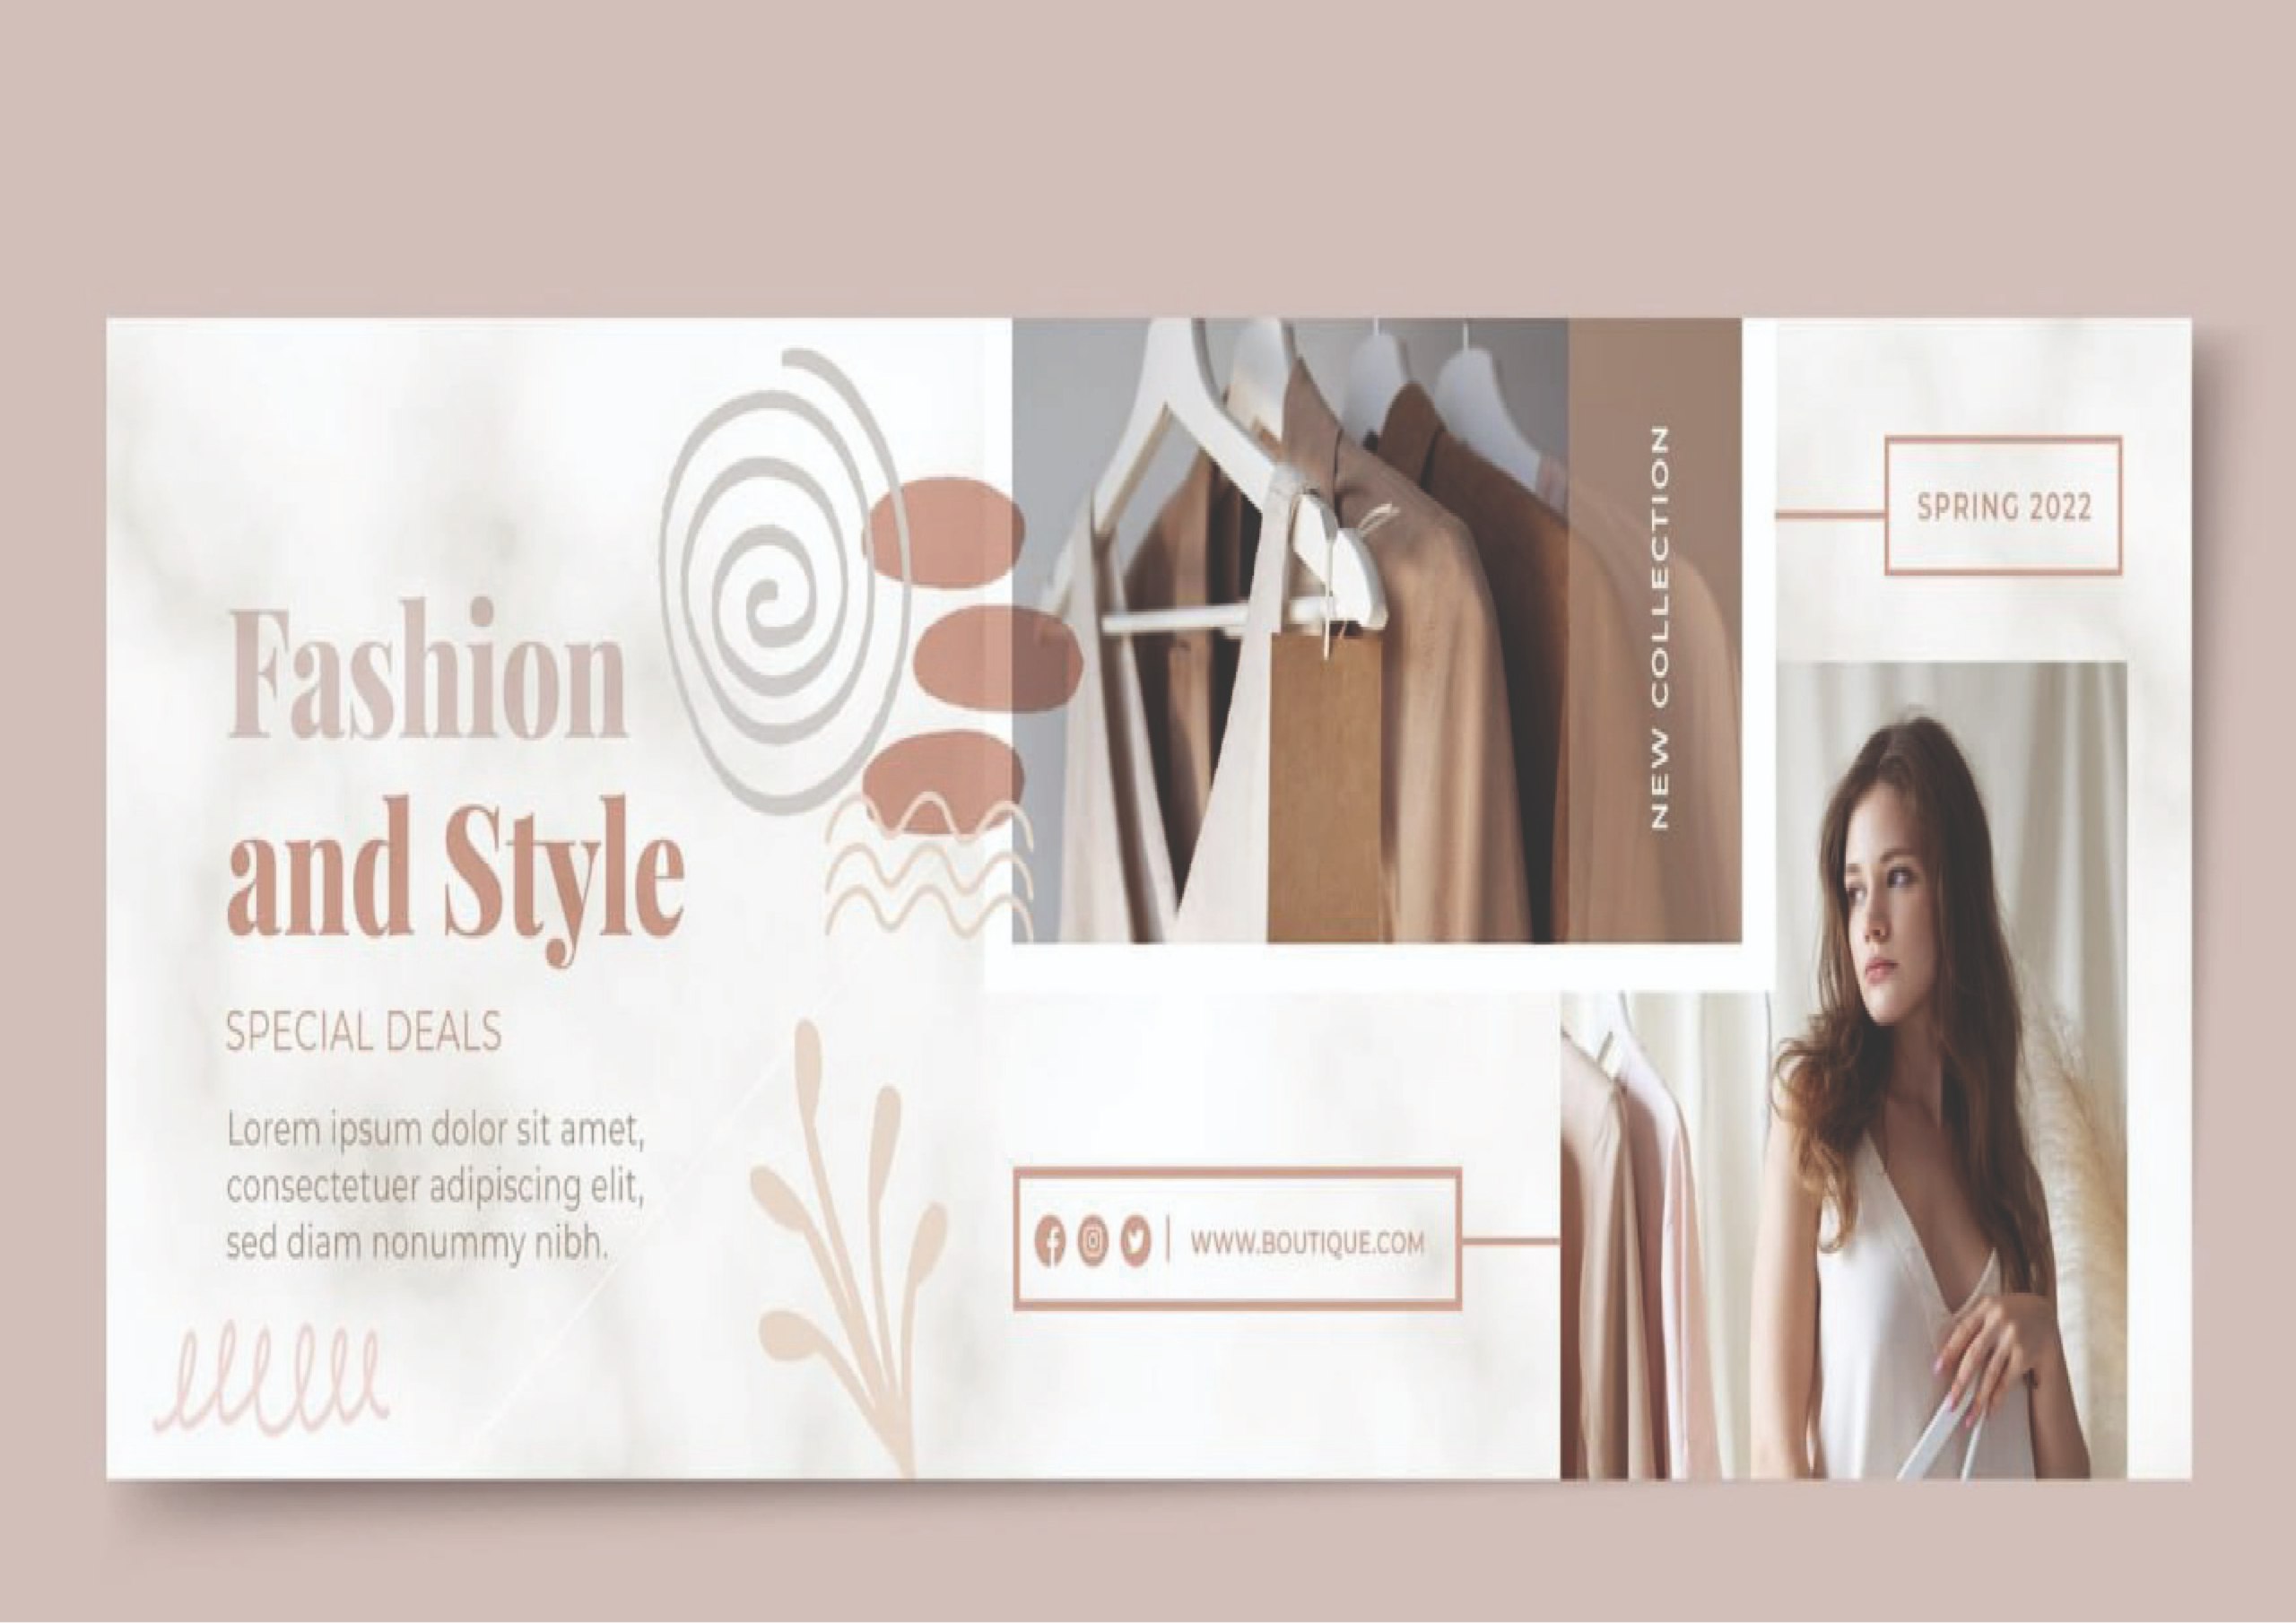 Fashion
and Style
SPECIAL DEALS
Lorem ipsum dolor sit amet,
consectetuer adipiscing elit,
sed diam nonummy nibh.
NEW COLLECTION
WWW.BOUTIQUE.COM
SPRING 2022